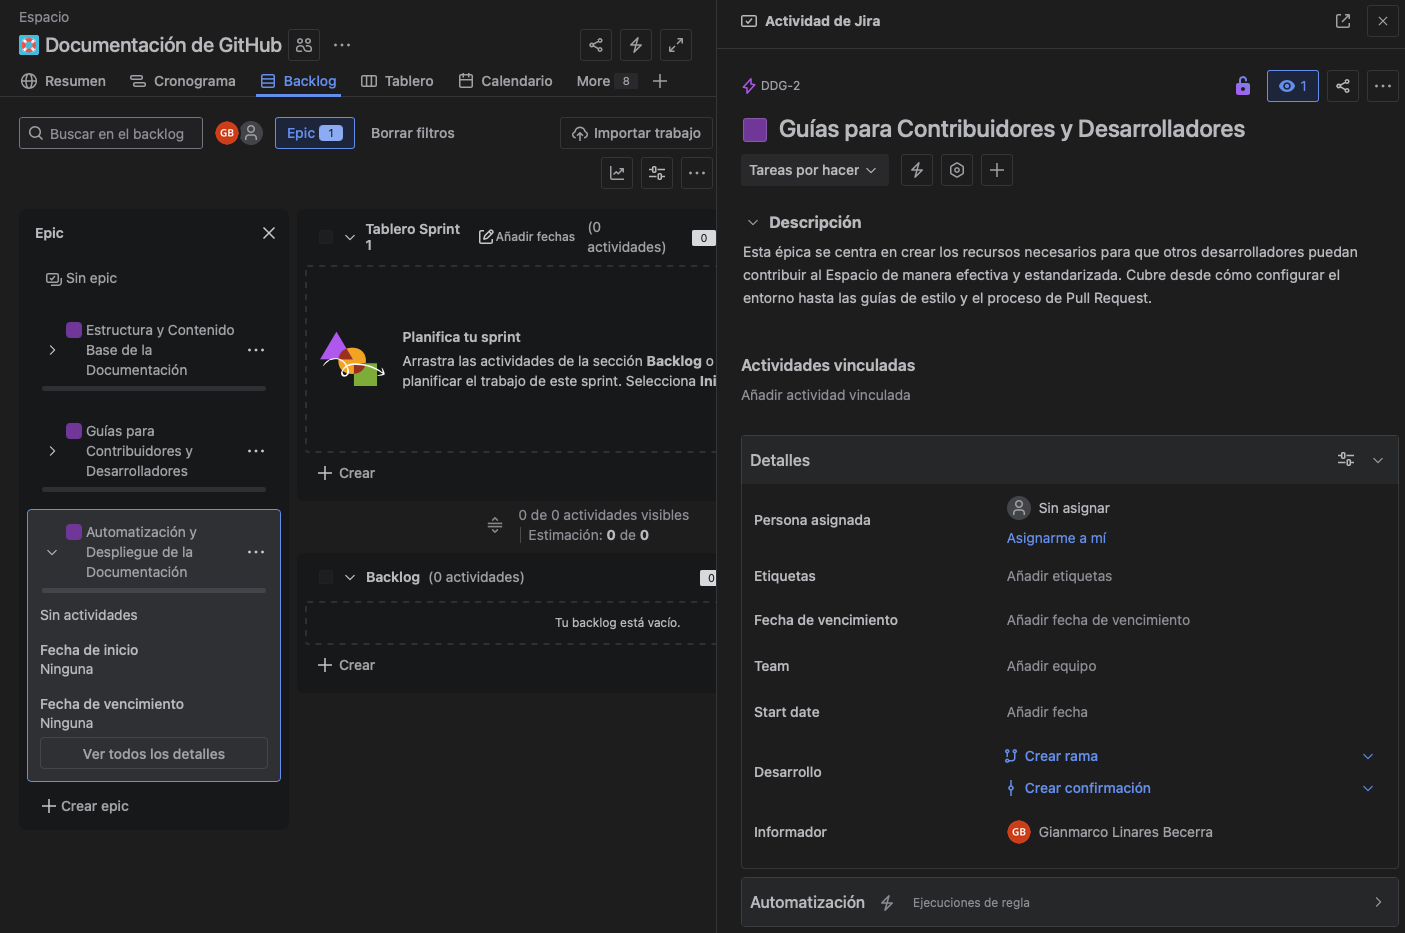 Espacio
Documentación de GitHub
Resumen
Cronograma
Backlog
Tablero
Calendario
More 8
Buscar en el backlog
GB
Epic 1
Borrar filtros
Importar trabajo
Epic
Sin epic
Estructura y Contenido
Base de la
Documentación
Guías para
Contribuidores y
Desarrolladores
Automatización y
Despliegue de la
Documentación
Sin actividades
Fecha de inicio
Ninguna
Fecha de vencimiento
Ninguna
Ver todos los detalles
Crear epic
Tablero Sprint
1
Añadir fechas
(0
actividades)
0
Planifica tu sprint
Arrastra las actividades de la sección Backlog o
planificar el trabajo de este sprint. Selecciona Ini
Crear
0 de 0 actividades visibles
Estimación: 0 de 0
Backlog (0 actividades)
0
Tu backlog está vacío.
Crear
Actividad de Jira
DDG-2
1
Guías para Contribuidores y Desarrolladores
Tareas por hacer
Descripción
Esta épica se centra en crear los recursos necesarios para que otros desarrolladores puedan
contribuir al Espacio de manera efectiva y estandarizada. Cubre desde cómo configurar el
entorno hasta las guías de estilo y el proceso de Pull Request.
Actividades vinculadas
Añadir actividad vinculada
Detalles
Persona asignada
Sin asignar
Asignarme a mí
Etiquetas
Añadir etiquetas
Fecha de vencimiento
Añadir fecha de vencimiento
Team
Añadir equipo
Start date
Añadir fecha
Desarrollo
Crear rama
Crear confirmación
Informador
GB Gianmarco Linares Becerra
Automatización
Ejecuciones de regla